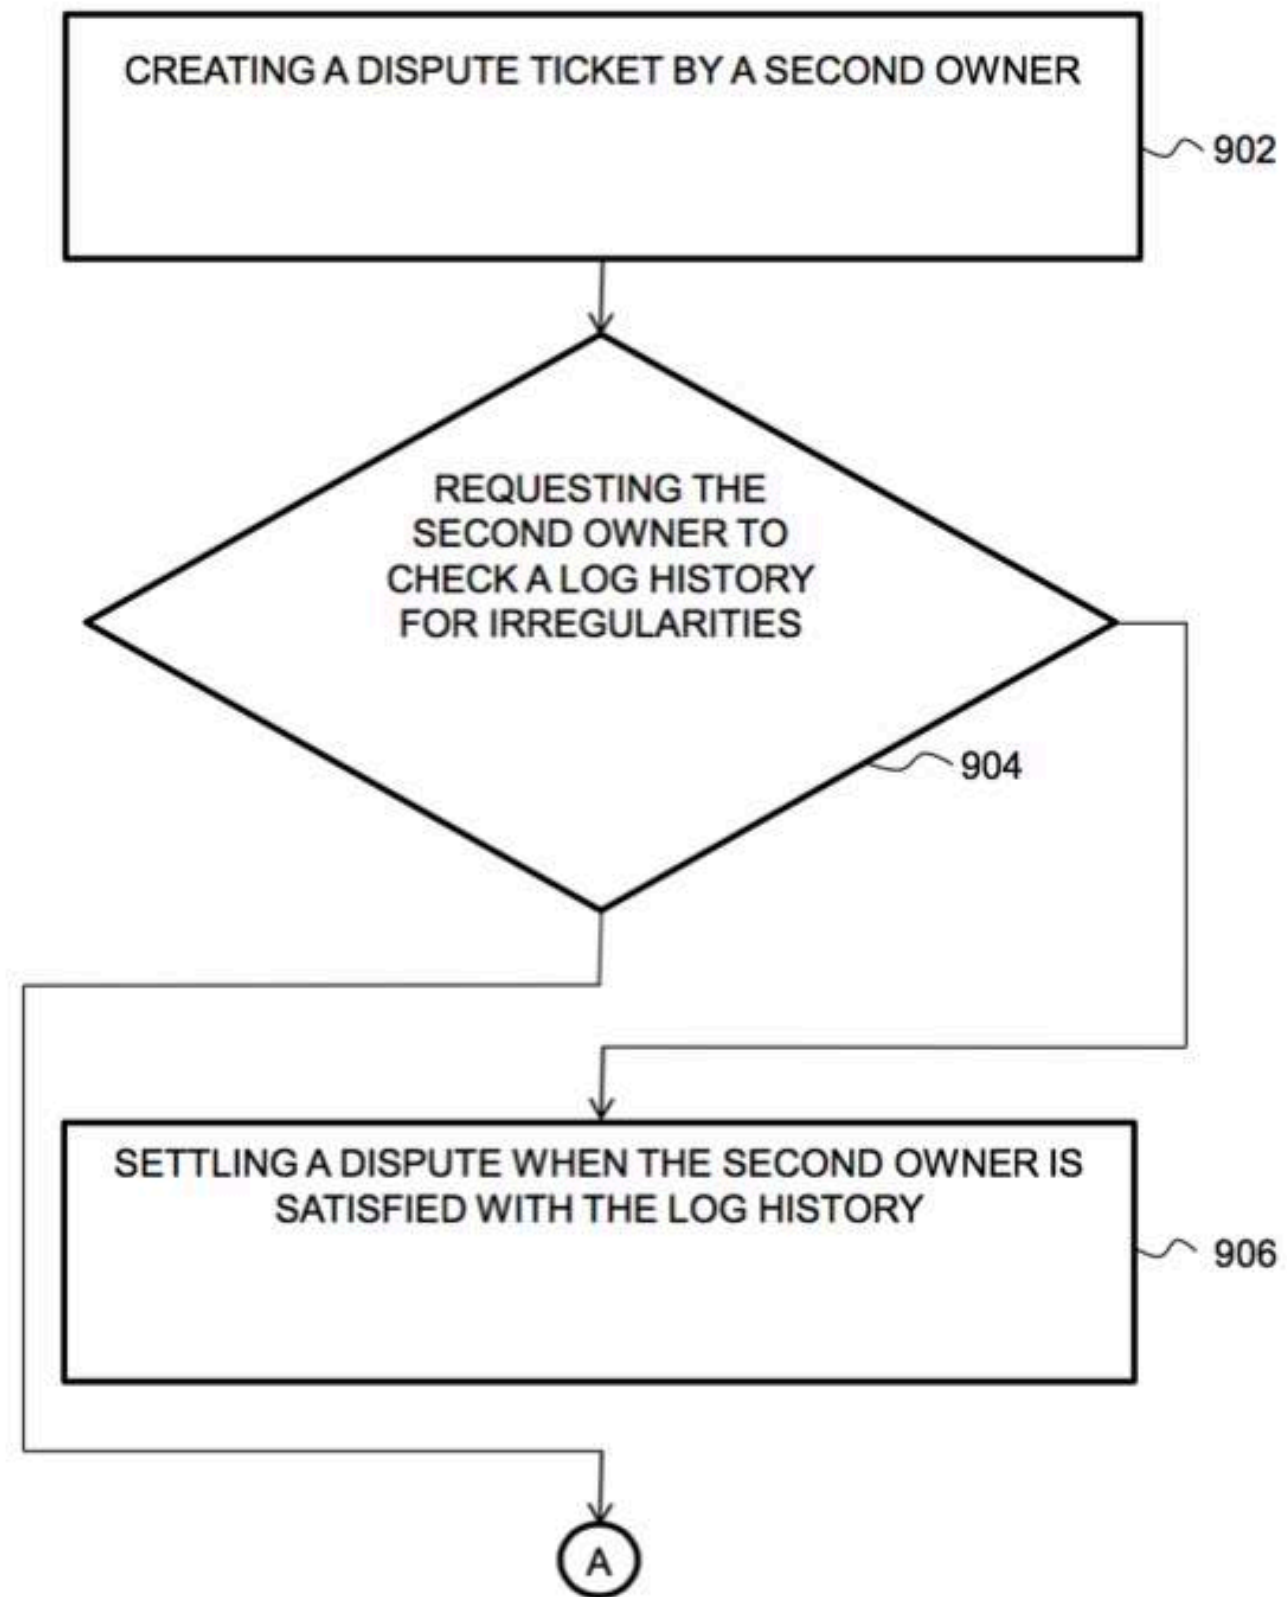 CREATING A DISPUTE TICKET BY A SECOND OWNER
902
REQUESTING THE
SECOND OWNER TO
CHECK A LOG HISTORY
FOR IRREGULARITIES
904
SETTLING A DISPUTE WHEN THE SECOND OWNER IS
SATISFIED WITH THE LOG HISTORY
906
A